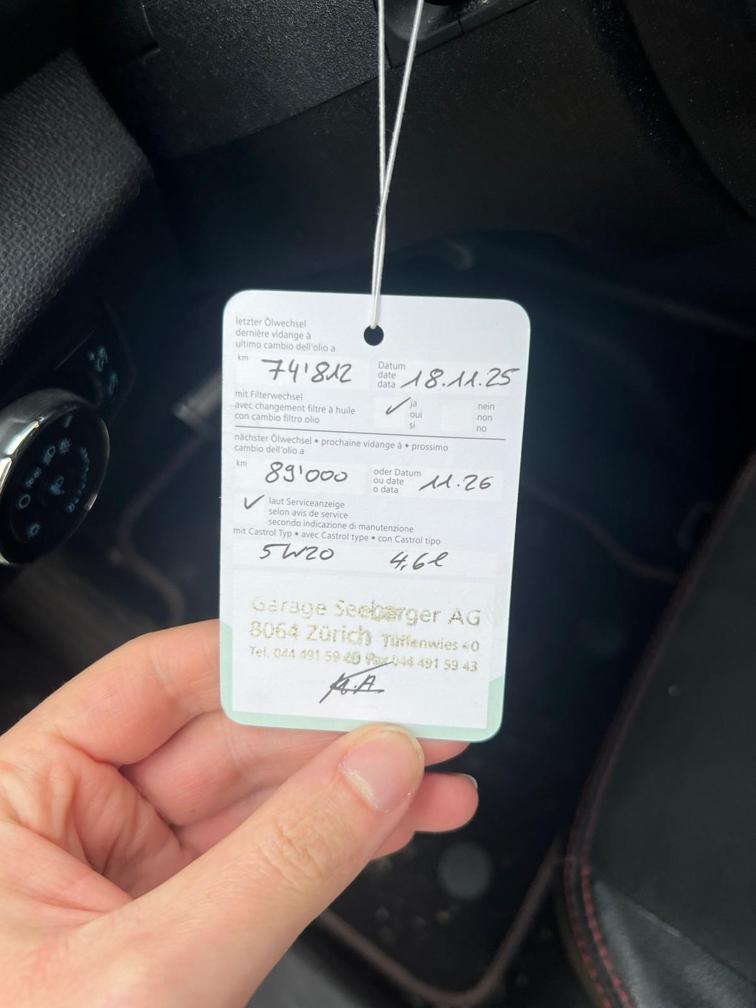 letzter Ölwechsel
dernière vidange à
ultimo cambio dell'olio a
km 74'812 Datum date data 18.11.25
mit Filterwechsel
avec changement filtre à huile
con cambio filtro olio
✓ ja nein
oui non
si no
nächster Ölwechsel • prochaine vidange à • prossimo
cambio dell'olio a
km 89'000 oder Datum ou date o data 11.26
✓ laut Serviceanzeige
selon avis de service
secondo indicazione di manutenzione
mit Castrol Typ • avec Castrol type • con Castrol tipo
5W20 4,6l
Garage Seebarger AG
8064 Zürich Tüffenwies
Tel. 044 491 59 Fax 044 491 59 43